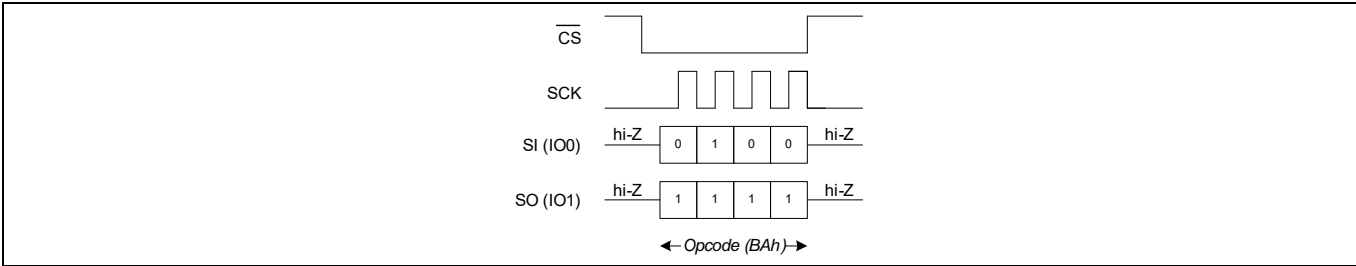 CS
SCK
SI (IO0) hi-Z 0 1 0 0 hi-Z
SO (IO1) hi-Z 1 1 1 1 hi-Z
Opcode (BAh)